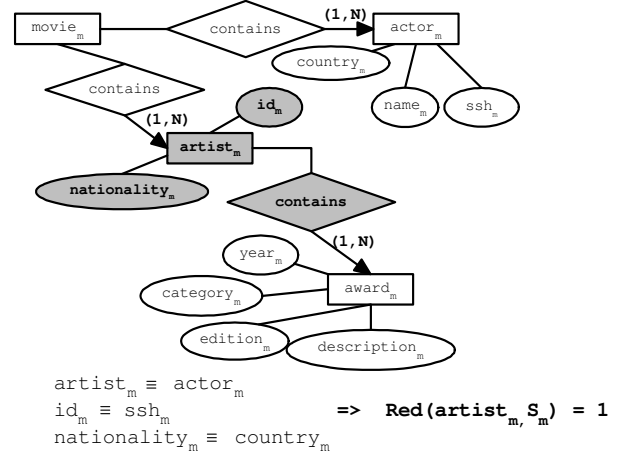 movie_m contains (1,N) actor_m
country_m
contains
name_m ssh_m
id_m
(1,N)
artist_m
nationality_m
contains
(1,N)
year_m
category_m award_m
edition_m
description_m
artist_m ≡ actor_m
id_m ≡ ssh_m => Red(artist_m, S_m) = 1
nationality_m ≡ country_m